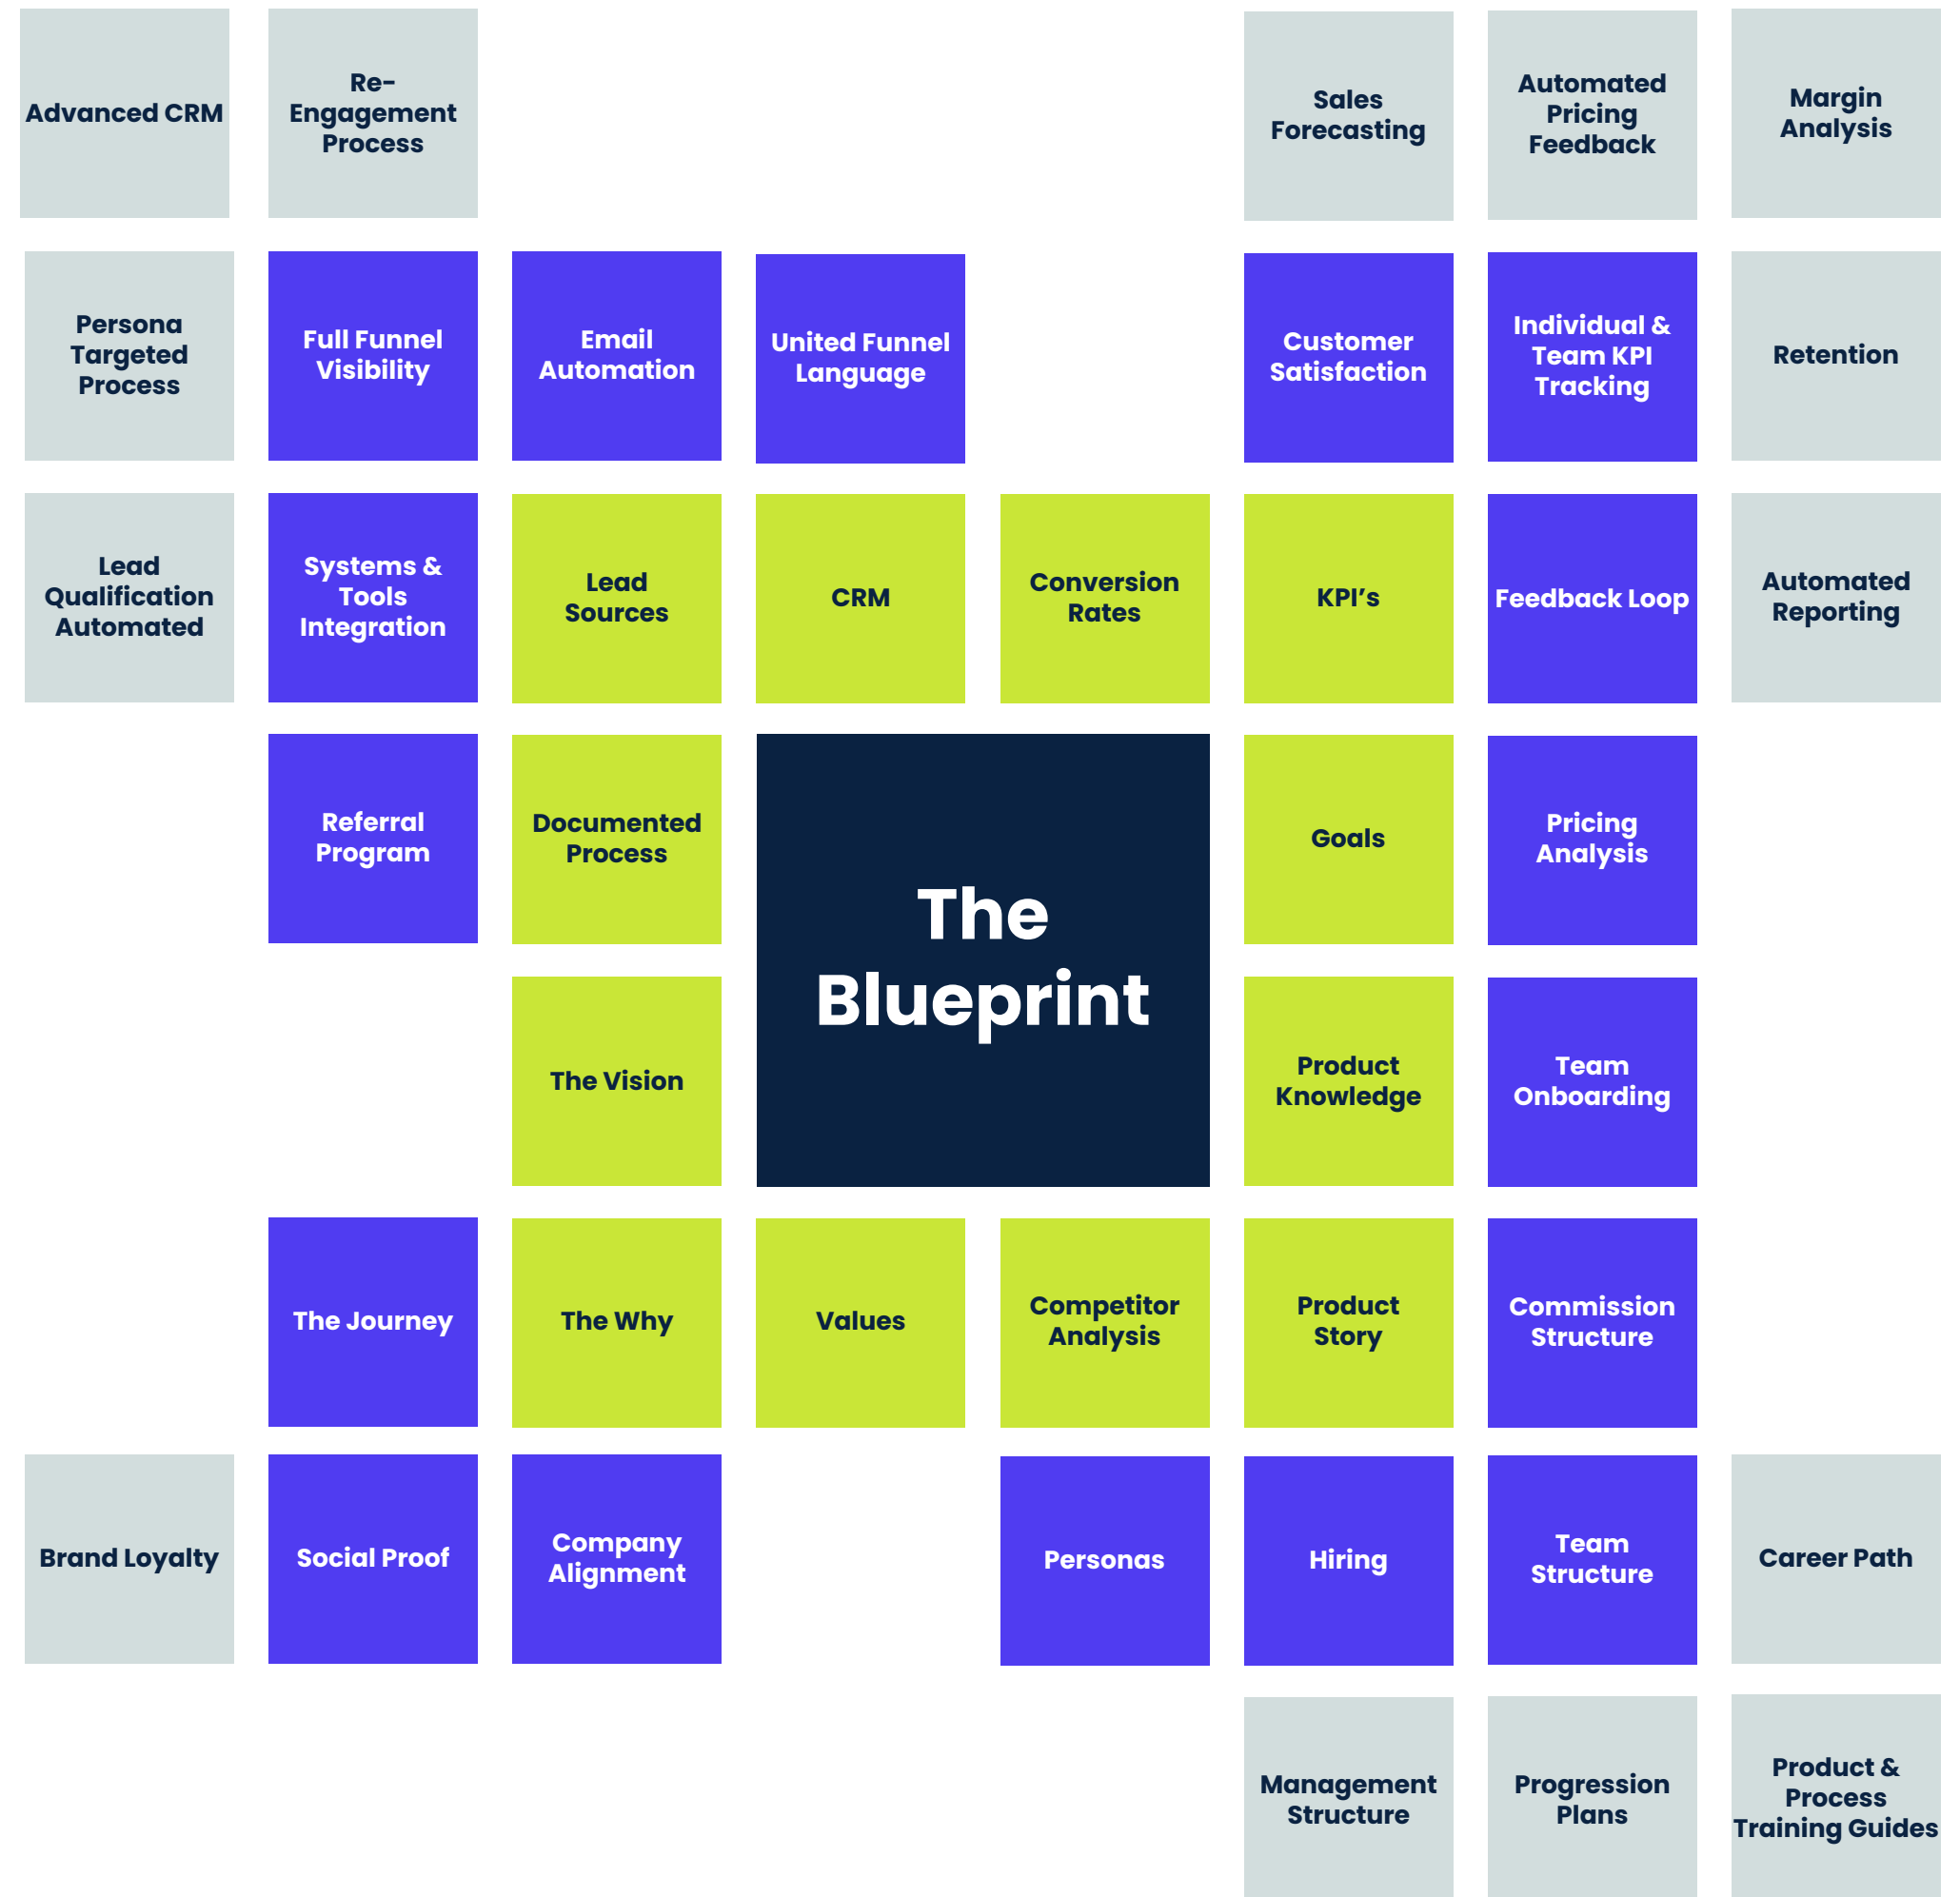 Advanced CRM
Re-
Engagement
Process
Sales
Forecasting
Automated
Pricing
Feedback
Margin
Analysis
Persona
Targeted
Process
Full Funnel
Visibility
Email
Automation
United Funnel
Language
Customer
Satisfaction
Individual &
Team KPI
Tracking
Retention
Lead
Qualification
Automated
Systems &
Tools
Integration
Lead
Sources
CRM
Conversion
Rates
KPI’s
Feedback Loop
Automated
Reporting
Referral
Program
Documented
Process
The
Blueprint
Goals
Pricing
Analysis
The Vision
Product
Knowledge
Team
Onboarding
The Journey
The Why
Values
Competitor
Analysis
Product
Story
Commission
Structure
Brand Loyalty
Social Proof
Company
Alignment
Personas
Hiring
Team
Structure
Career Path
Management
Structure
Progression
Plans
Product &
Process
Training Guides